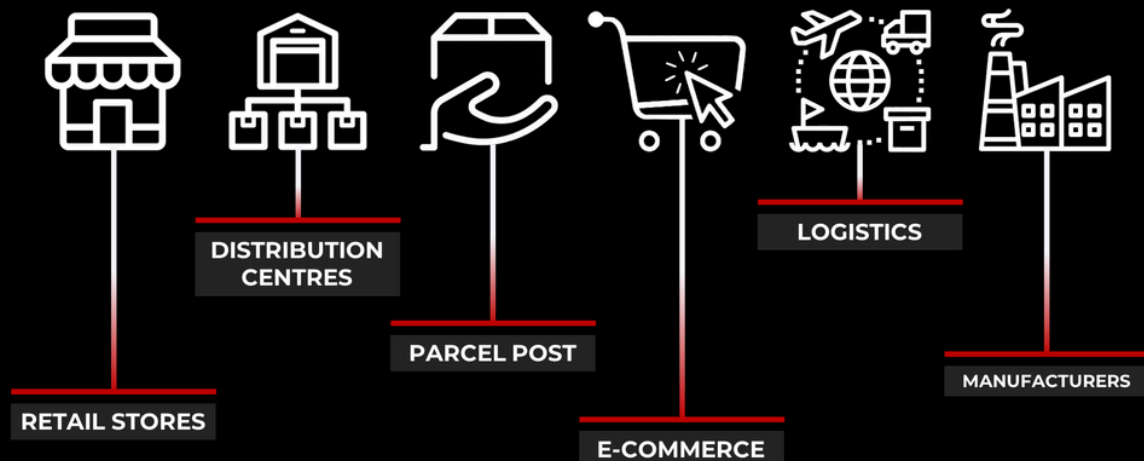 RETAIL STORES
DISTRIBUTION
CENTRES
PARCEL POST
E-COMMERCE
LOGISTICS
MANUFACTURERS